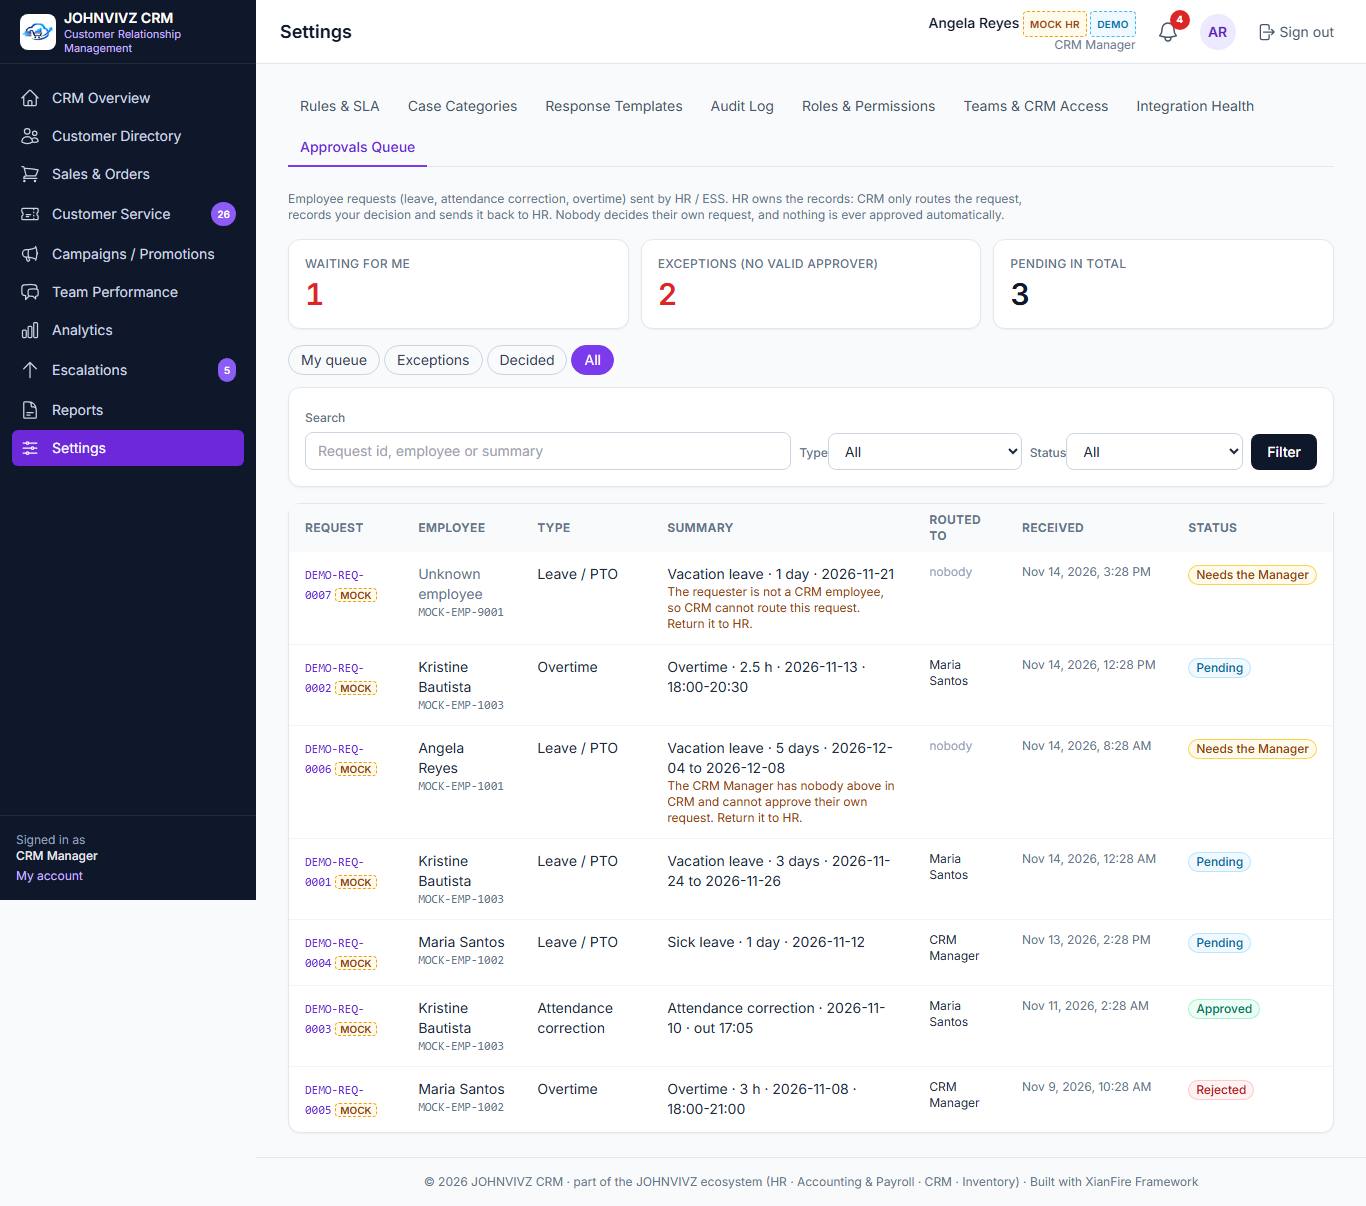 JOHNVIVZ CRM
Customer Relationship
Management
Settings
Angela Reyes MOCK HR DEMO
CRM Manager
4
AR
Sign out
CRM Overview
Customer Directory
Sales & Orders
Customer Service 26
Campaigns / Promotions
Team Performance
Analytics
Escalations 5
Reports
Settings
Signed in as
CRM Manager
My account
Rules & SLA Case Categories Response Templates Audit Log Roles & Permissions Teams & CRM Access Integration Health
Approvals Queue
Employee requests (leave, attendance correction, overtime) sent by HR / ESS. HR owns the records: CRM only routes the request,
records your decision and sends it back to HR. Nobody decides their own request, and nothing is ever approved automatically.
WAITING FOR ME
1
EXCEPTIONS (NO VALID APPROVER)
2
PENDING IN TOTAL
3
My queue Exceptions Decided All
Search
Request id, employee or summary Type All Status All Filter
REQUEST EMPLOYEE TYPE SUMMARY ROUTED TO RECEIVED STATUS
DEMO-REQ-
0007 MOCK
Unknown
employee
MOCK-EMP-9001
Leave / PTO
Vacation leave · 1 day · 2026-11-21
The requester is not a CRM employee,
so CRM cannot route this request.
Return it to HR.
nobody
Nov 14, 2026, 3:28 PM
Needs the Manager
DEMO-REQ-
0002 MOCK
Kristine
Bautista
MOCK-EMP-1003
Overtime
Overtime · 2.5 h · 2026-11-13 ·
18:00-20:30
Maria
Santos
Nov 14, 2026, 12:28 PM
Pending
DEMO-REQ-
0006 MOCK
Angela
Reyes
MOCK-EMP-1001
Leave / PTO
Vacation leave · 5 days · 2026-12-
04 to 2026-12-08
The CRM Manager has nobody above in
CRM and cannot approve their own
request. Return it to HR.
nobody
Nov 14, 2026, 8:28 AM
Needs the Manager
DEMO-REQ-
0001 MOCK
Kristine
Bautista
MOCK-EMP-1003
Leave / PTO
Vacation leave · 3 days · 2026-11-
24 to 2026-11-26
Maria
Santos
Nov 14, 2026, 12:28 AM
Pending
DEMO-REQ-
0004 MOCK
Maria Santos
MOCK-EMP-1002
Leave / PTO
Sick leave · 1 day · 2026-11-12
CRM
Manager
Nov 13, 2026, 2:28 PM
Pending
DEMO-REQ-
0003 MOCK
Kristine
Bautista
MOCK-EMP-1003
Attendance
correction
Attendance correction · 2026-11-
10 · out 17:05
Maria
Santos
Nov 11, 2026, 2:28 AM
Approved
DEMO-REQ-
0005 MOCK
Maria Santos
MOCK-EMP-1002
Overtime
Overtime · 3 h · 2026-11-08 ·
18:00-21:00
CRM
Manager
Nov 9, 2026, 10:28 AM
Rejected
© 2026 JOHNVIVZ CRM · part of the JOHNVIVZ ecosystem (HR · Accounting & Payroll · CRM · Inventory) · Built with XianFire Framework